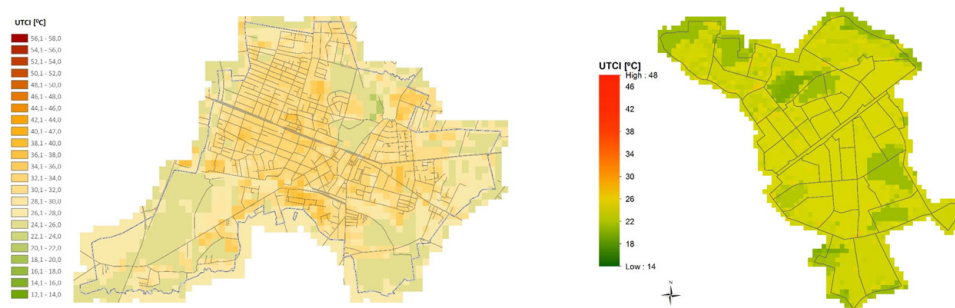 UTCI [°C]
56,1 - 58,0
54,1 - 56,0
52,1 - 54,0
50,1 - 52,0
48,1 - 50,0
46,1 - 48,0
44,1 - 46,0
42,1 - 44,0
40,1 - 47,0
38,1 - 40,0
36,1 - 38,0
34,1 - 36,0
32,1 - 34,0
30,1 - 32,0
28,1 - 30,0
26,1 - 28,0
24,1 - 26,0
22,1 - 24,0
20,1 - 22,0
18,1 - 20,0
16,1 - 18,0
14,1 - 16,0
12,1 - 14,0
UTCI [°C]
High : 48
46
42
38
34
30
26
22
18
Low : 14
N